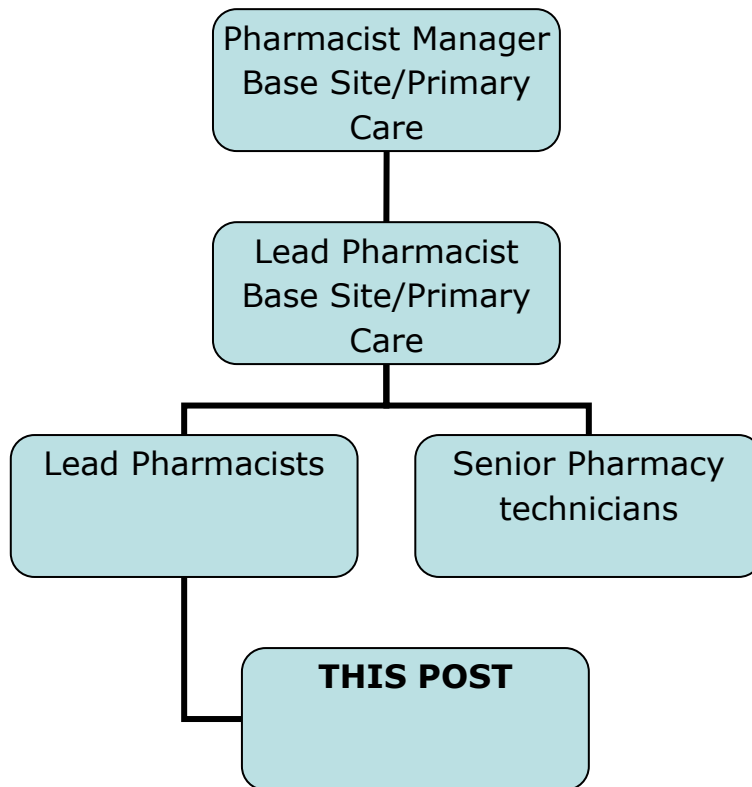 Pharmacist Manager
Base Site/Primary
Care
Lead Pharmacist
Base Site/Primary
Care
Lead Pharmacists
Senior Pharmacy
technicians
THIS POST